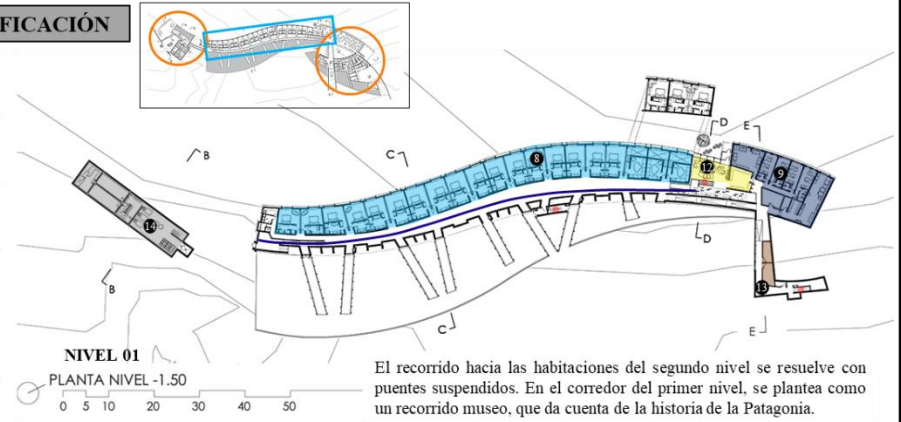 FICACIÓN
B
C
8
D
E
12
9
14
D
13
B
C
E
NIVEL 01
PLANTA NIVEL -1.50
0 5 10 20 30 40 50
El recorrido hacia las habitaciones del segundo nivel se resuelve con
puentes suspendidos. En el corredor del primer nivel, se plantea como
un recorrido museo, que da cuenta de la historia de la Patagonia.